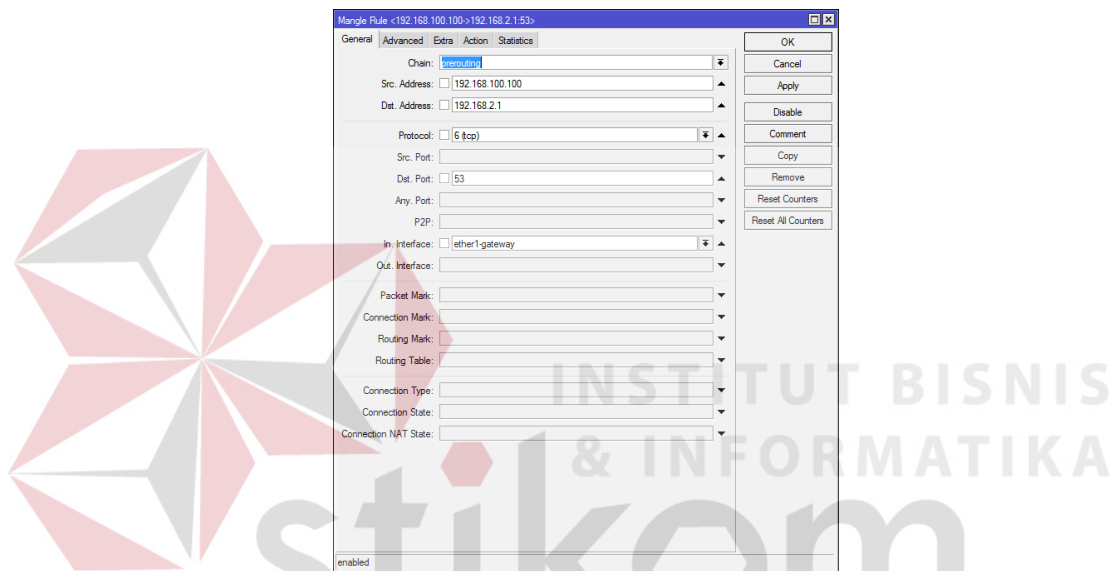 Mangle Rule <192.168.100.100->192.168.2.1:53>
General Advanced Extra Action Statistics
Chain: prerouting
Src. Address: 192.168.100.100
Dst. Address: 192.168.2.1
Protocol: 6 (tcp)
Src. Port:
Dst. Port: 53
Any. Port:
P2P:
In. Interface: ether1-gateway
Out. Interface:
Packet Mark:
Connection Mark:
Routing Mark:
Routing Table:
Connection Type:
Connection State:
Connection NAT State:
enabled
OK
Cancel
Apply
Disable
Comment
Copy
Remove
Reset Counters
Reset All Counters
INSTITUT BISNIS
& INFORMATIKA
stikom